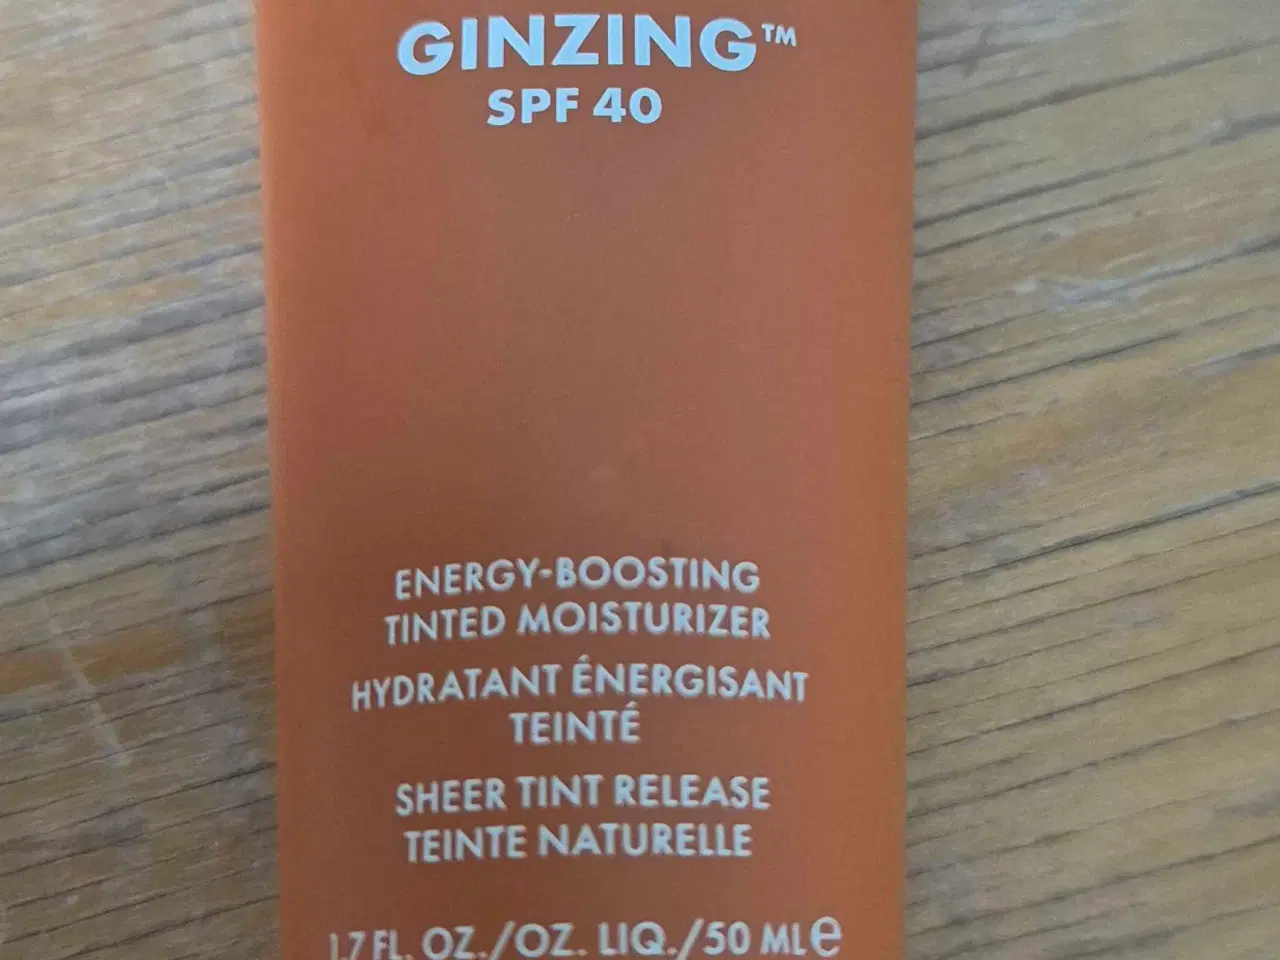 GINZING™
SPF 40
ENERGY-BOOSTING
TINTED MOISTURIZER
HYDRATANT ÉNERGISANT
TEINTÉ
SHEER TINT RELEASE
TEINTE NATURELLE
1.7 FL. OZ./OZ. LIQ./50 ML e